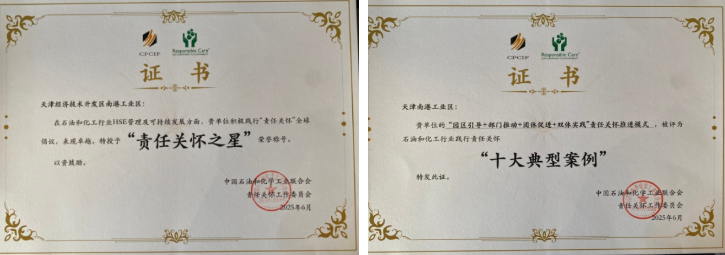 CPCIF
Responsible Care
证书
天津经济技术开发区南港工业区：
在石油和化工行业HSE管理及可持续发展方面，贵单位积极践行"责任关怀"全球
倡议，表现卓越，特授予"责任关怀之星"荣誉称号。
以资鼓励。
中国石油和化学工业联合会
责任关怀工作委员会
2025年6月
CPCIF
Responsible Care
证书
天津南港工业区：
贵单位的"园区引导+部门推动+团体促进+双体实践"责任关怀推进模式，被评为
石油和化工行业践行责任关怀
"十大典型案例"
特发此证。
中国石油和化学工业联合会
责任关怀工作委员会
2025年6月